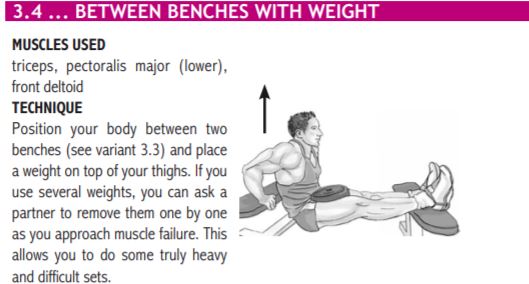 3.4 ... BETWEEN BENCHES WITH WEIGHT
MUSCLES USED
triceps, pectoralis major (lower),
front deltoid
TECHNIQUE
Position your body between two
benches (see variant 3.3) and place
a weight on top of your thighs. If you
use several weights, you can ask a
partner to remove them one by one
as you approach muscle failure. This
allows you to do some truly heavy
and difficult sets.